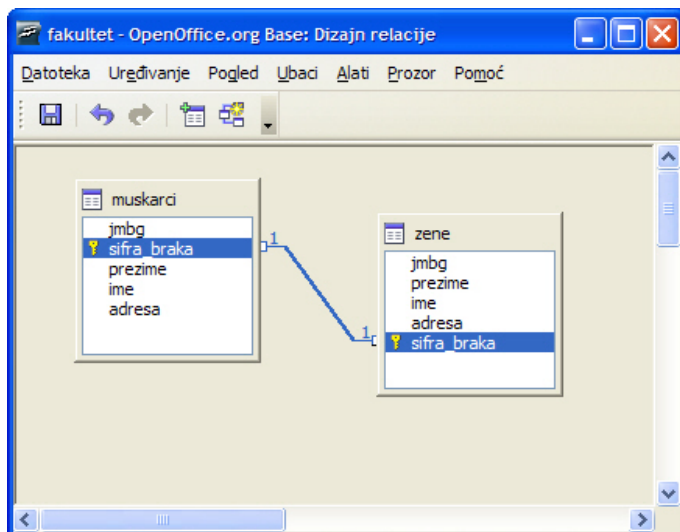 fakultet - OpenOffice.org Base: Dizajn relacije
Datoteka Uređivanje Pogled Ubaci Alati Prozor Pomoć
muskarci
jmbg
sifra_braka
prezime
ime
adresa
1
1
zene
jmbg
prezime
ime
adresa
sifra_braka